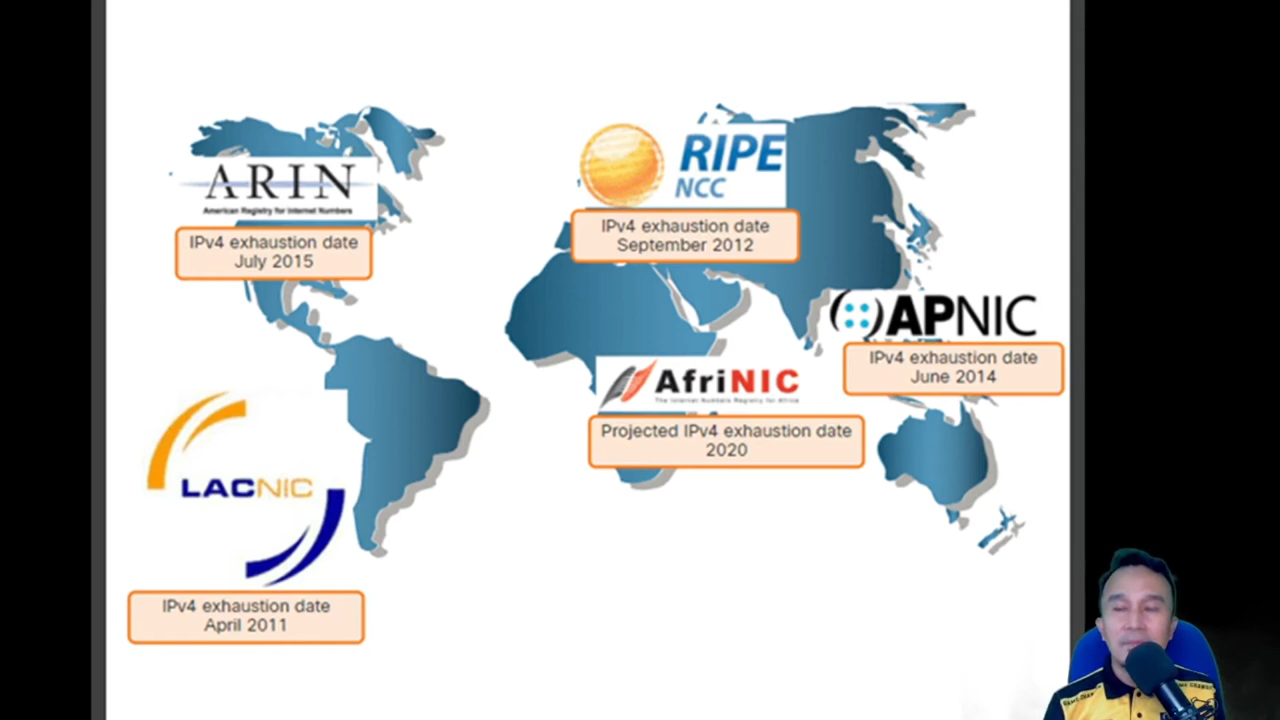 ARIN
American Registry for Internet Numbers
IPv4 exhaustion date
July 2015
RIPE
NCC
IPv4 exhaustion date
September 2012
APNIC
IPv4 exhaustion date
June 2014
AfriNIC
The Internet Numbers Registry for Africa
Projected IPv4 exhaustion date
2020
LACNIC
IPv4 exhaustion date
April 2011